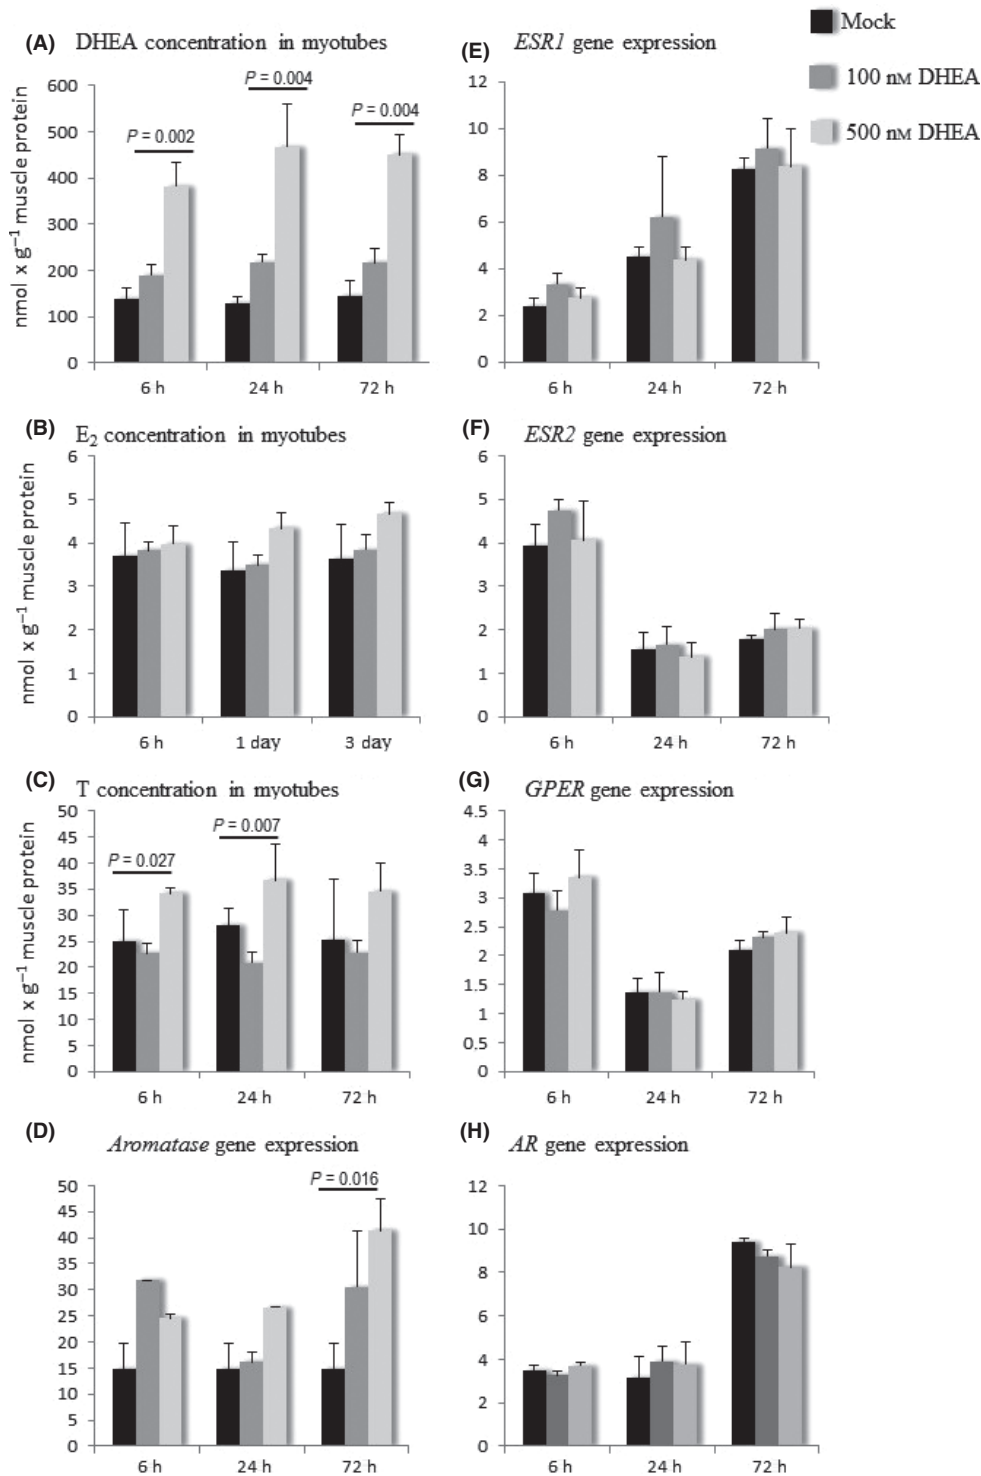 Mock
100 nM DHEA
500 nM DHEA
(A) DHEA concentration in myotubes
nmol x g⁻¹ muscle protein
600
500
400
300
200
100
0
P = 0.002
P = 0.004
P = 0.004
6 h 24 h 72 h
(B) E₂ concentration in myotubes
nmol x g⁻¹ muscle protein
6
5
4
3
2
1
0
6 h 1 day 3 day
(C) T concentration in myotubes
nmol x g⁻¹ muscle protein
50
45
40
35
30
25
20
15
10
5
0
P = 0.027
P = 0.007
6 h 24 h 72 h
(D) Aromatase gene expression
50
45
40
35
30
25
20
15
10
5
0
P = 0.016
6 h 24 h 72 h
(E) ESR1 gene expression
12
10
8
6
4
2
0
6 h 24 h 72 h
(F) ESR2 gene expression
6
5
4
3
2
1
0
6 h 24 h 72 h
(G) GPER gene expression
4.5
4
3.5
3
2.5
2
1.5
1
0.5
0
6 h 24 h 72 h
(H) AR gene expression
12
10
8
6
4
2
0
6 h 24 h 72 h